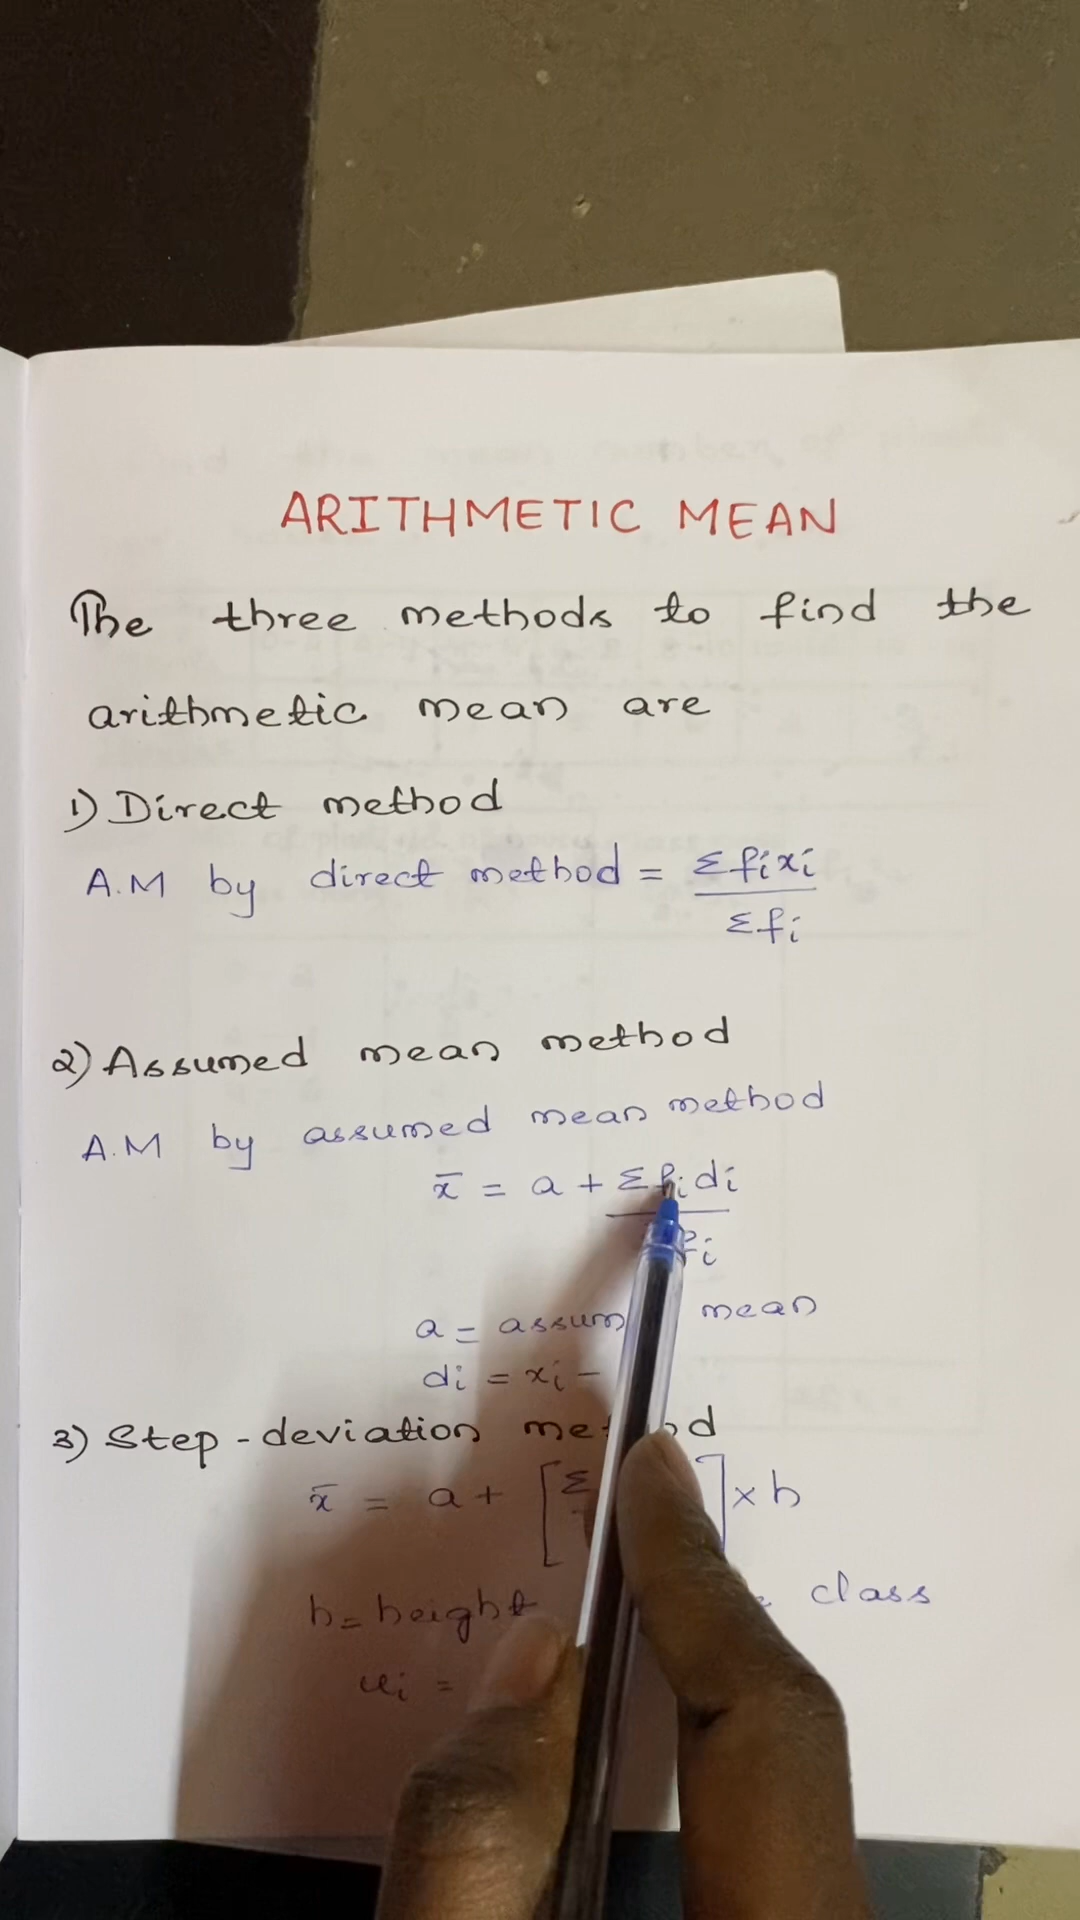 ARITHMETIC MEAN
The three methods to find the
arithmetic mean are
1) Direct method
A.M by direct method = Σfixi
Σfi
2) Assumed mean method
A.M by assumed mean method
x̄ = a + Σfidi
fi
a = assum mean
di = xi -
3) Step-deviation
x̄ = a + [Σ ] × h
h = height class
ui =